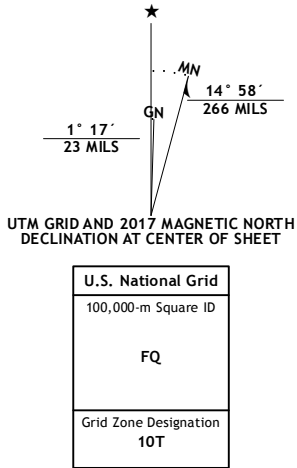 MN
GN
14° 58´
266 MILS
1° 17´
23 MILS
UTM GRID AND 2017 MAGNETIC NORTH
DECLINATION AT CENTER OF SHEET
U.S. National Grid
100,000-m Square ID
FQ
Grid Zone Designation
10T